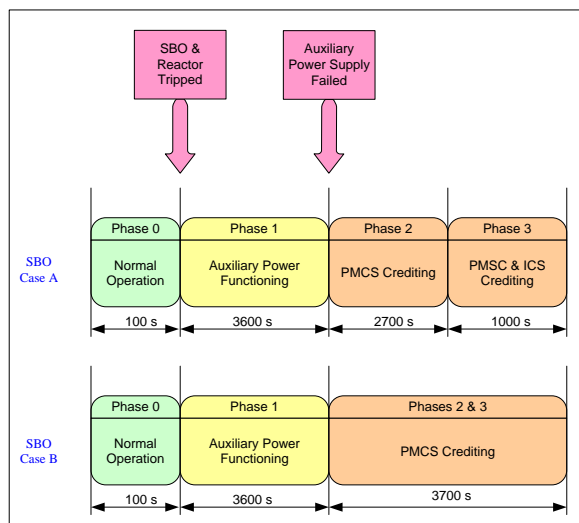 SBO &
Reactor
Tripped
Auxiliary
Power Supply
Failed
SBO
Case A
Phase 0
Normal
Operation
Phase 1
Auxiliary Power
Functioning
Phase 2
PMCS Crediting
Phase 3
PMSC & ICS
Crediting
100 s
3600 s
2700 s
1000 s
SBO
Case B
Phase 0
Normal
Operation
Phase 1
Auxiliary Power
Functioning
Phases 2 & 3
PMCS Crediting
100 s
3600 s
3700 s